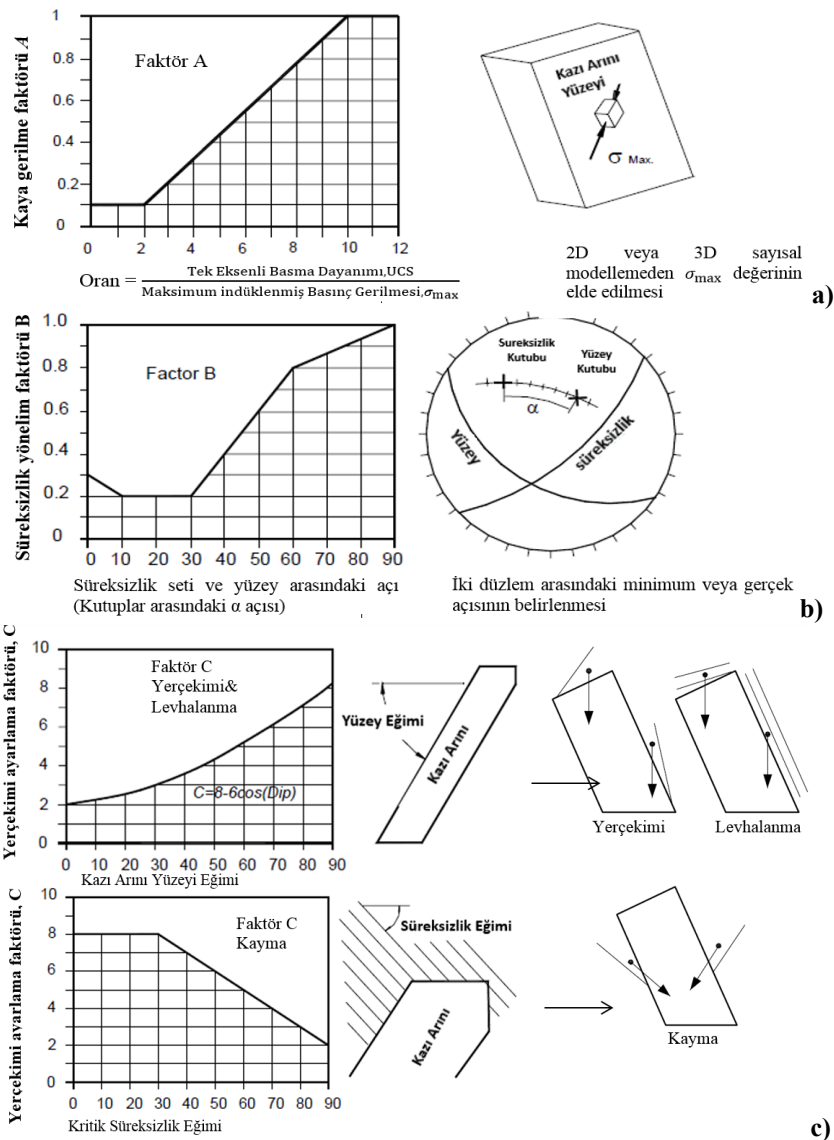 Kaya gerilme faktörü A
1
0.8
0.6
0.4
0.2
0
Faktör A
0 2 4 6 8 10 12
Oran = Tek Eksenli Basma Dayanımı,UCS
Maksimum indüklenmiş Basınç Gerilmesi,σmax
Kazı Arını
Yüzeyi
σ Max.
2D veya 3D sayısal
modellemeden σmax değerinin
elde edilmesi
a)
Süreksizlik yönelim faktörü B
1.0
0.8
0.6
0.4
0.2
0
Factor B
0 10 20 30 40 50 60 70 80 90
Süreksizlik seti ve yüzey arasındaki açı
(Kutuplar arasındaki α açısı)
Sureksizlik
Kutubu
Yüzey
Kutubu
α
Yüzey
süreksizlik
İki düzlem arasındaki minimum veya gerçek
açısının belirlenmesi
b)
Yerçekimi ayarlama faktörü, C
10
8
6
4
2
0
Faktör C
Yerçekimi&
Levhalanma
C=8-6cos(Dip)
0 10 20 30 40 50 60 70 80 90
Kazı Arını Yüzeyi Eğimi
Yüzey Eğimi
Kazı Arını
Yerçekimi
Levhalanma
Yerçekimi ayarlama faktörü, C
10
8
6
4
2
0
Faktör C
Kayma
0 10 20 30 40 50 60 70 80 90
Kritik Süreksizlik Eğimi
Süreksizlik Eğimi
Kazı Arını
Kayma
c)